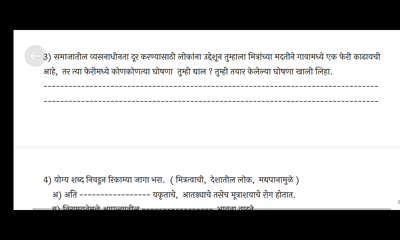 3) समाजातील व्यसनाधीनता दूर करण्यासाठी लोकांना उद्देशून तुम्हाला मित्रांच्या मदतीने गावामध्ये एक फेरी काढायची
आहे, तर त्या फेरीमध्ये कोणकोणत्या घोषणा तुम्ही द्याल ? तुम्ही तयार केलेल्या घोषणा खाली लिहा.
--------------------------------------------------------------------------------
--------------------------------------------------------------------------------
4) योग्य शब्द निवडून रिकाम्या जागा भरा. ( मित्रत्वाची, देशातील लोक, मद्यपानामुळे )
अ) अति ----------------- यकृताचे, आतड्याचे तसेच मूत्राशयाचे रोग होतात.